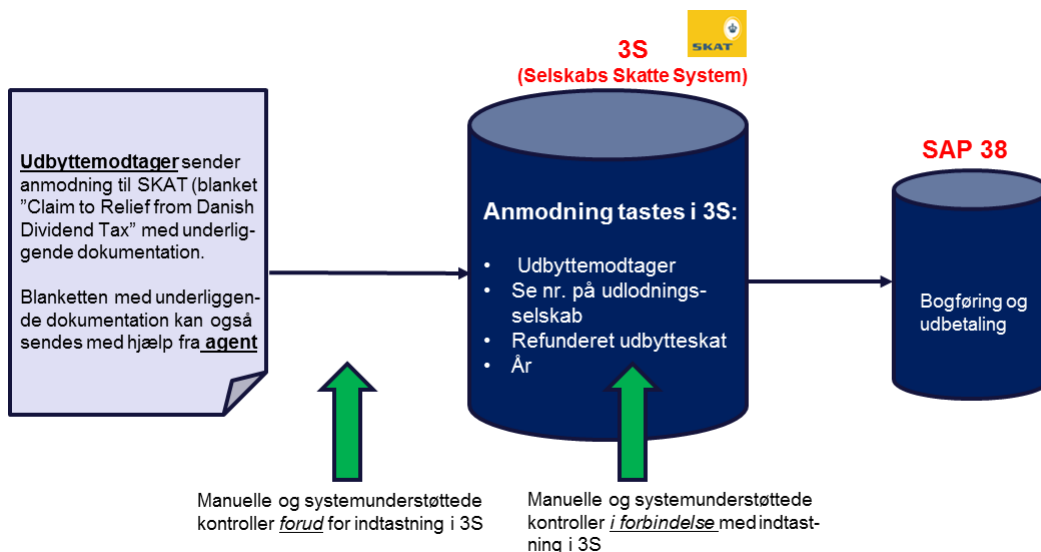 SKAT
3S
(Selskabs Skatte System)
Udbyttemodtager sender
anmodning til SKAT (blanket
”Claim to Relief from Danish
Dividend Tax” med underlig-
gende dokumentation.
Blanketten med underliggen-
de dokumentation kan også
sendes med hjælp fra agent
Anmodning tastes i 3S:
• Udbyttemodtager
• Se nr. på udlodnings-
selskab
• Refunderet udbytteskat
• År
SAP 38
Bogføring og
udbetaling
Manuelle og systemunderstøttede
kontroller forud for indtastning i 3S
Manuelle og systemunderstøttede
kontroller i forbindelse med indtast-
ning i 3S